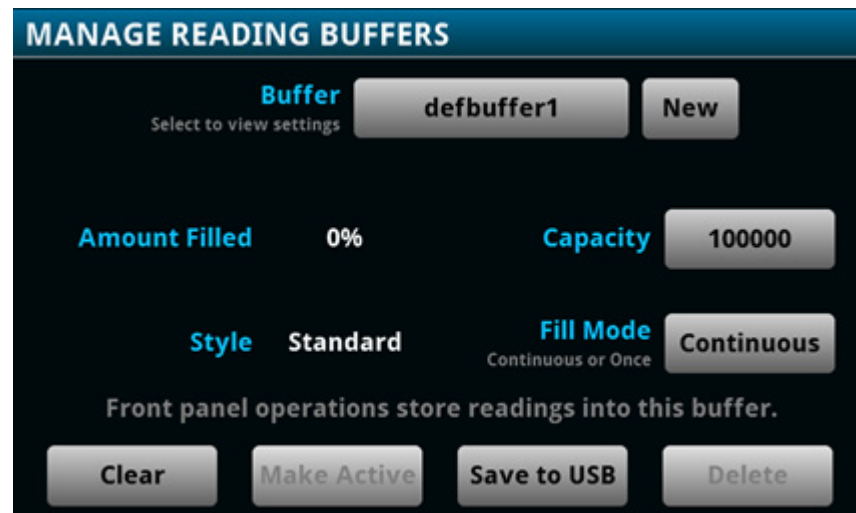 MANAGE READING BUFFERS
Buffer
Select to view settings
defbuffer1
New
Amount Filled
0%
Capacity
100000
Style
Standard
Fill Mode
Continuous or Once
Continuous
Front panel operations store readings into this buffer.
Clear
Make Active
Save to USB
Delete